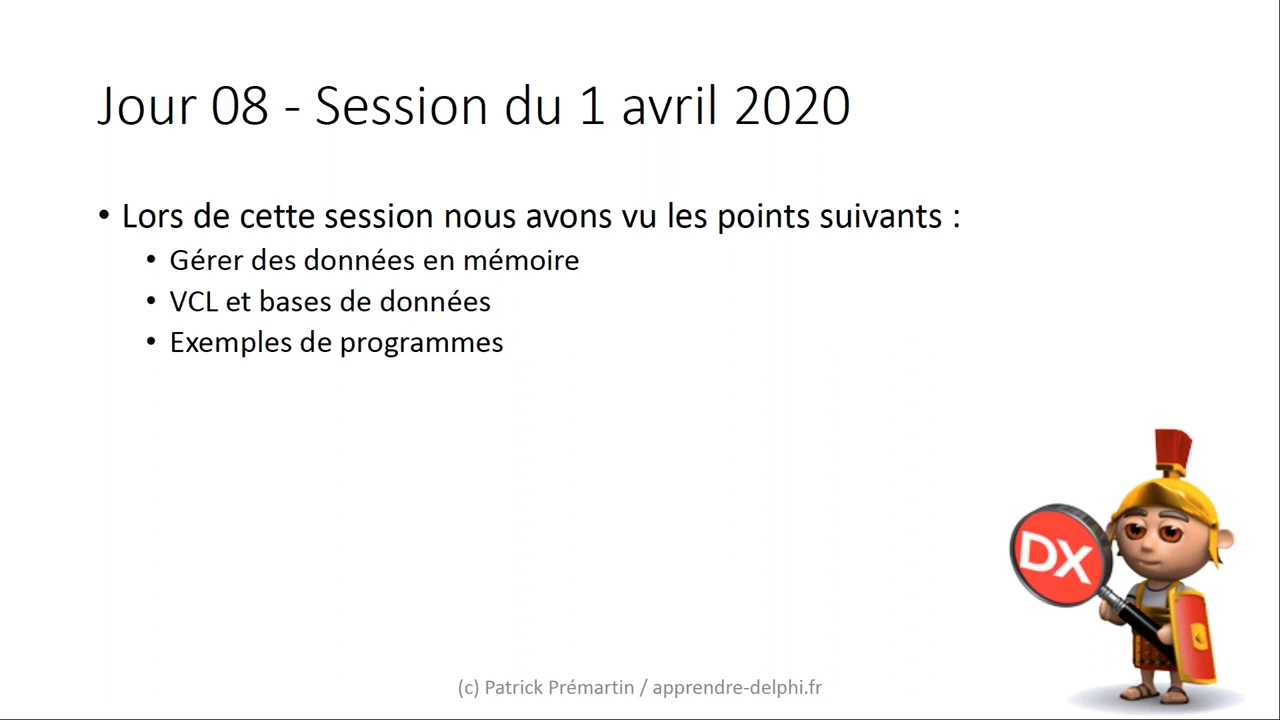 Jour 08 - Session du 1 avril 2020
• Lors de cette session nous avons vu les points suivants :
• Gérer des données en mémoire
• VCL et bases de données
• Exemples de programmes
DX
(c) Patrick Prémartin / apprendre-delphi.fr